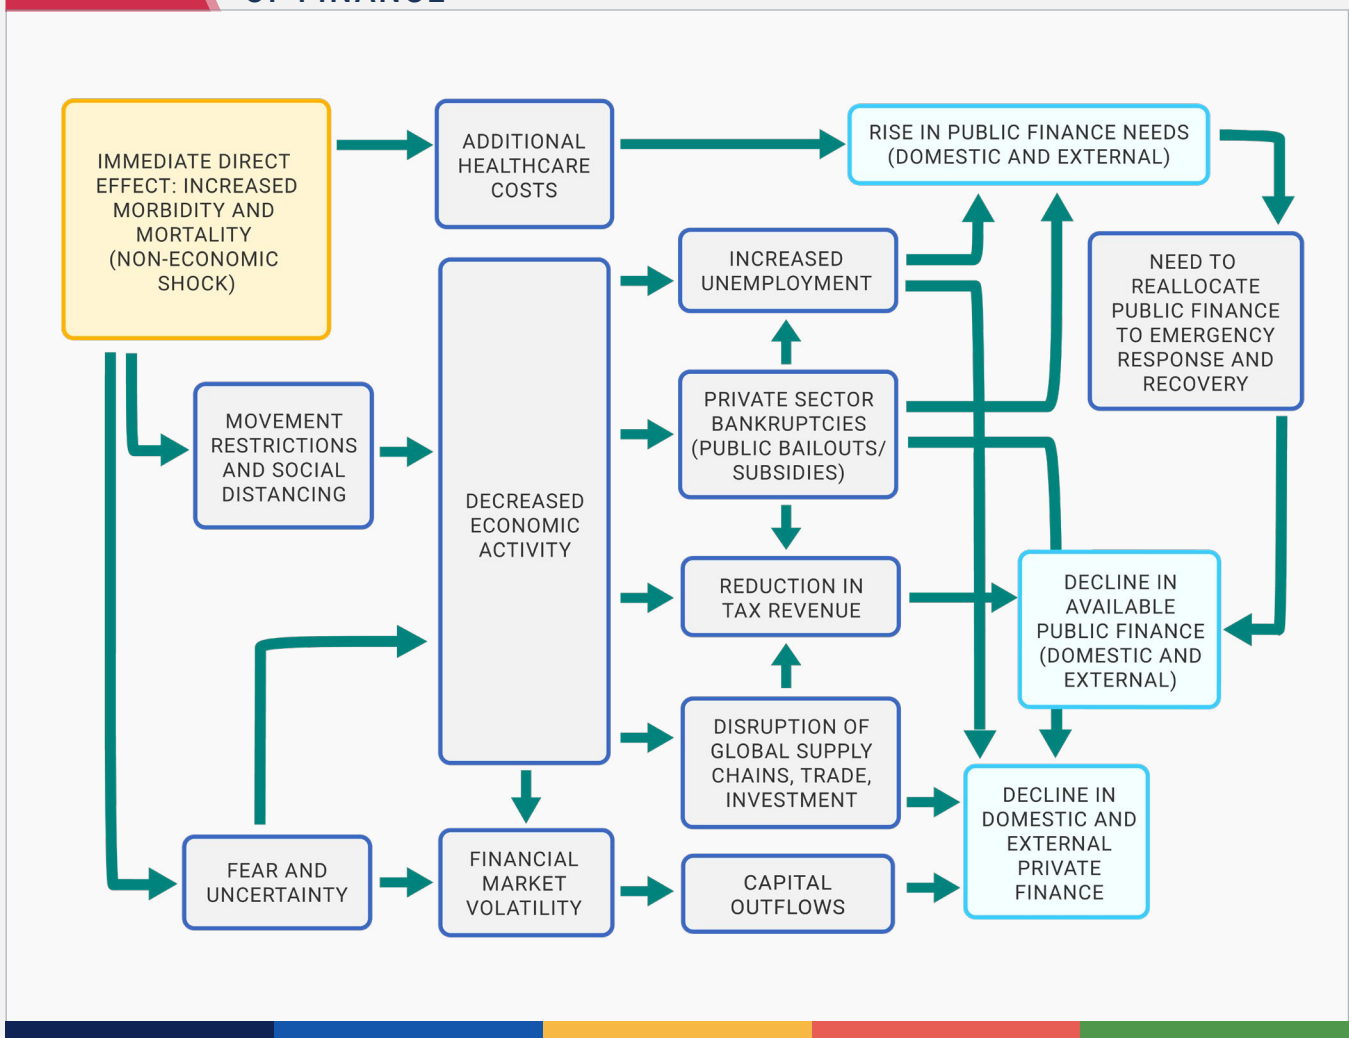 OF FINANCE
IMMEDIATE DIRECT
EFFECT: INCREASED
MORBIDITY AND
MORTALITY
(NON-ECONOMIC
SHOCK)
ADDITIONAL
HEALTHCARE
COSTS
RISE IN PUBLIC FINANCE NEEDS
(DOMESTIC AND EXTERNAL)
NEED TO
REALLOCATE
PUBLIC FINANCE
TO EMERGENCY
RESPONSE AND
RECOVERY
INCREASED
UNEMPLOYMENT
MOVEMENT
RESTRICTIONS
AND SOCIAL
DISTANCING
DECREASED
ECONOMIC
ACTIVITY
PRIVATE SECTOR
BANKRUPTCIES
(PUBLIC BAILOUTS/
SUBSIDIES)
REDUCTION IN
TAX REVENUE
DECLINE IN
AVAILABLE
PUBLIC FINANCE
(DOMESTIC AND
EXTERNAL)
DISRUPTION OF
GLOBAL SUPPLY
CHAINS, TRADE,
INVESTMENT
FEAR AND
UNCERTAINTY
FINANCIAL
MARKET
VOLATILITY
CAPITAL
OUTFLOWS
DECLINE IN
DOMESTIC AND
EXTERNAL
PRIVATE
FINANCE